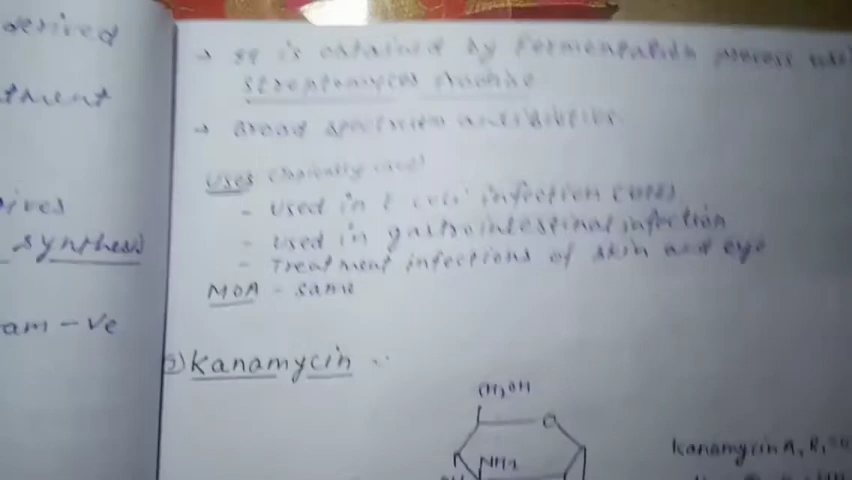 derived
tment
ives
synthesis
am -ve
→ It is obtained by fermentation process
streptomyces
→ Broad spectrum antibiotics.
Uses
- used in E coli infection
- used in gastrointestinal infection
- Treatment infections of skin and eye
MOA - same
Kanamycin
CH2OH
O
NH2
kanamycin A, R1